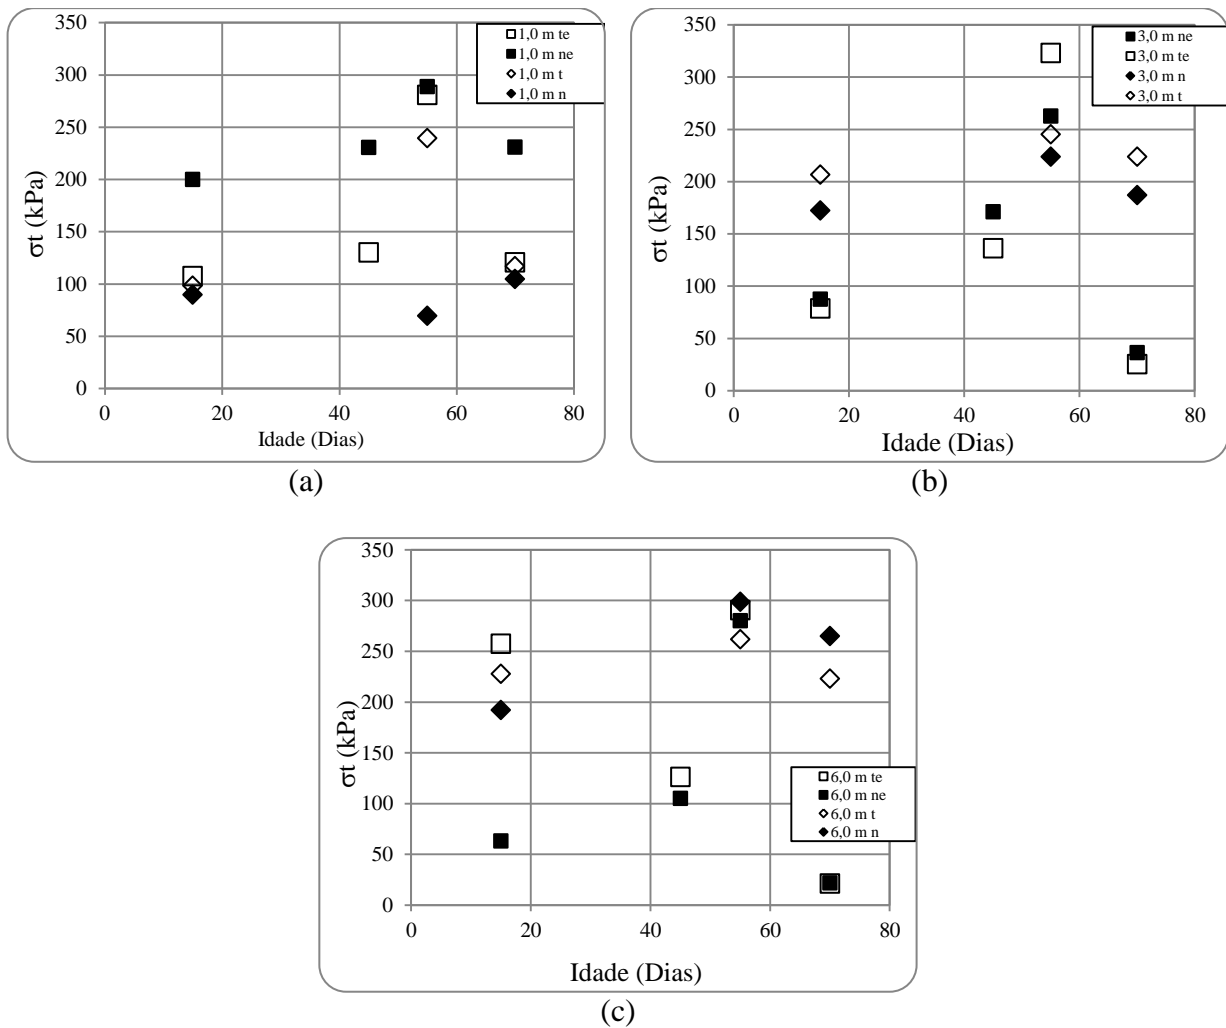 350
300
250
200
150
100
50
0
σt (kPa)
0 20 40 60 80
Idade (Dias)
1,0 m te
1,0 m ne
1,0 m t
1,0 m n
(a)
350
300
250
200
150
100
50
0
σt (kPa)
0 20 40 60 80
Idade (Dias)
3,0 m ne
3,0 m te
3,0 m n
3,0 m t
(b)
350
300
250
200
150
100
50
0
σt (kPa)
0 20 40 60 80
Idade (Dias)
6,0 m te
6,0 m ne
6,0 m t
6,0 m n
(c)